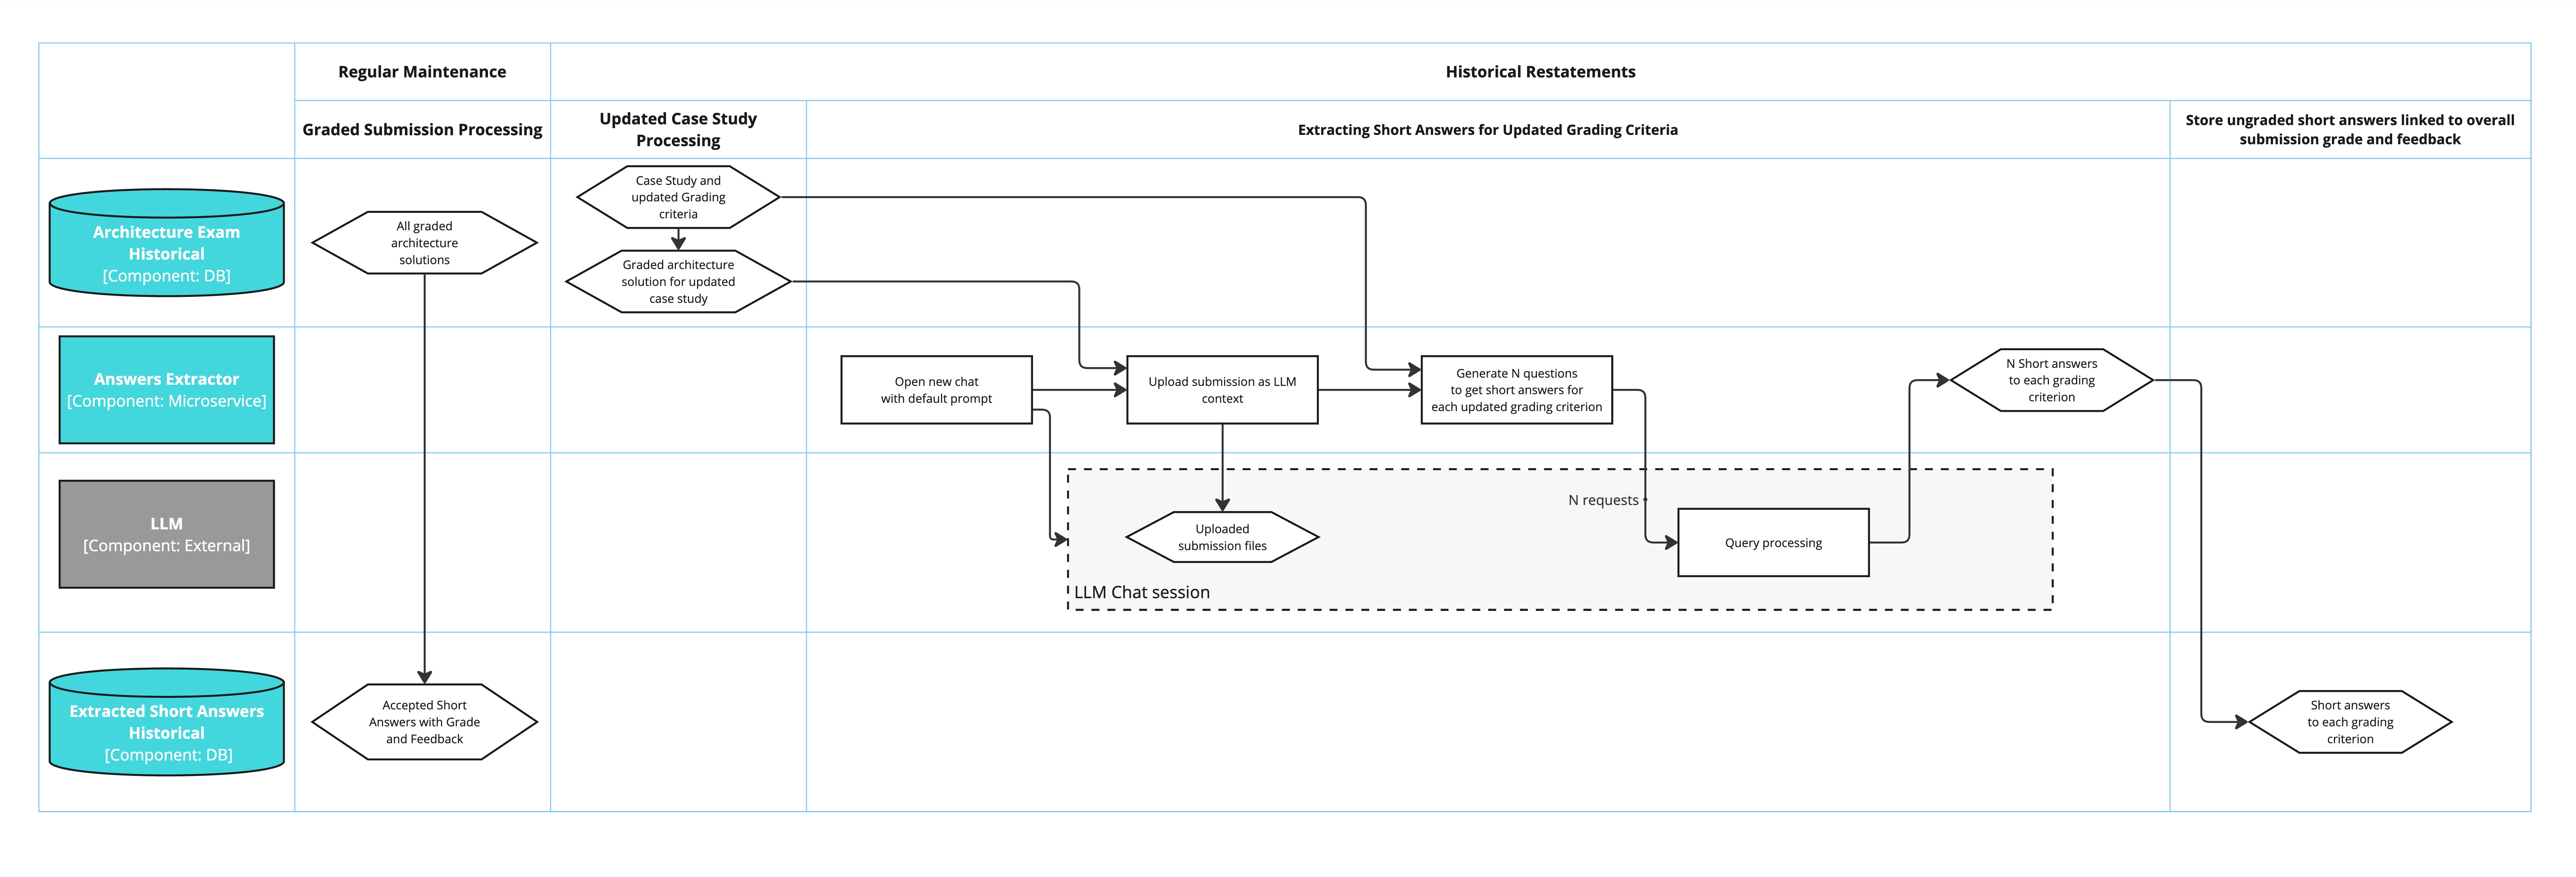 Regular Maintenance
Historical Restatements
Graded Submission Processing
Updated Case Study
Processing
Extracting Short Answers for Updated Grading Criteria
Store ungraded short answers linked to overall
submission grade and feedback
Architecture Exam
Historical
[Component: DB]
All graded
architecture
solutions
Case Study and
updated Grading
criteria
Graded architecture
solution for updated
case study
Answers Extractor
[Component: Microservice]
Open new chat
with default prompt
Upload submission as LLM
context
Generate N questions
to get short answers for
each updated grading criterion
N Short answers
to each grading
criterion
LLM
[Component: External]
N requests
Uploaded
submission files
Query processing
LLM Chat session
Extracted Short Answers
Historical
[Component: DB]
Accepted Short
Answers with Grade
and Feedback
Short answers
to each grading
criterion